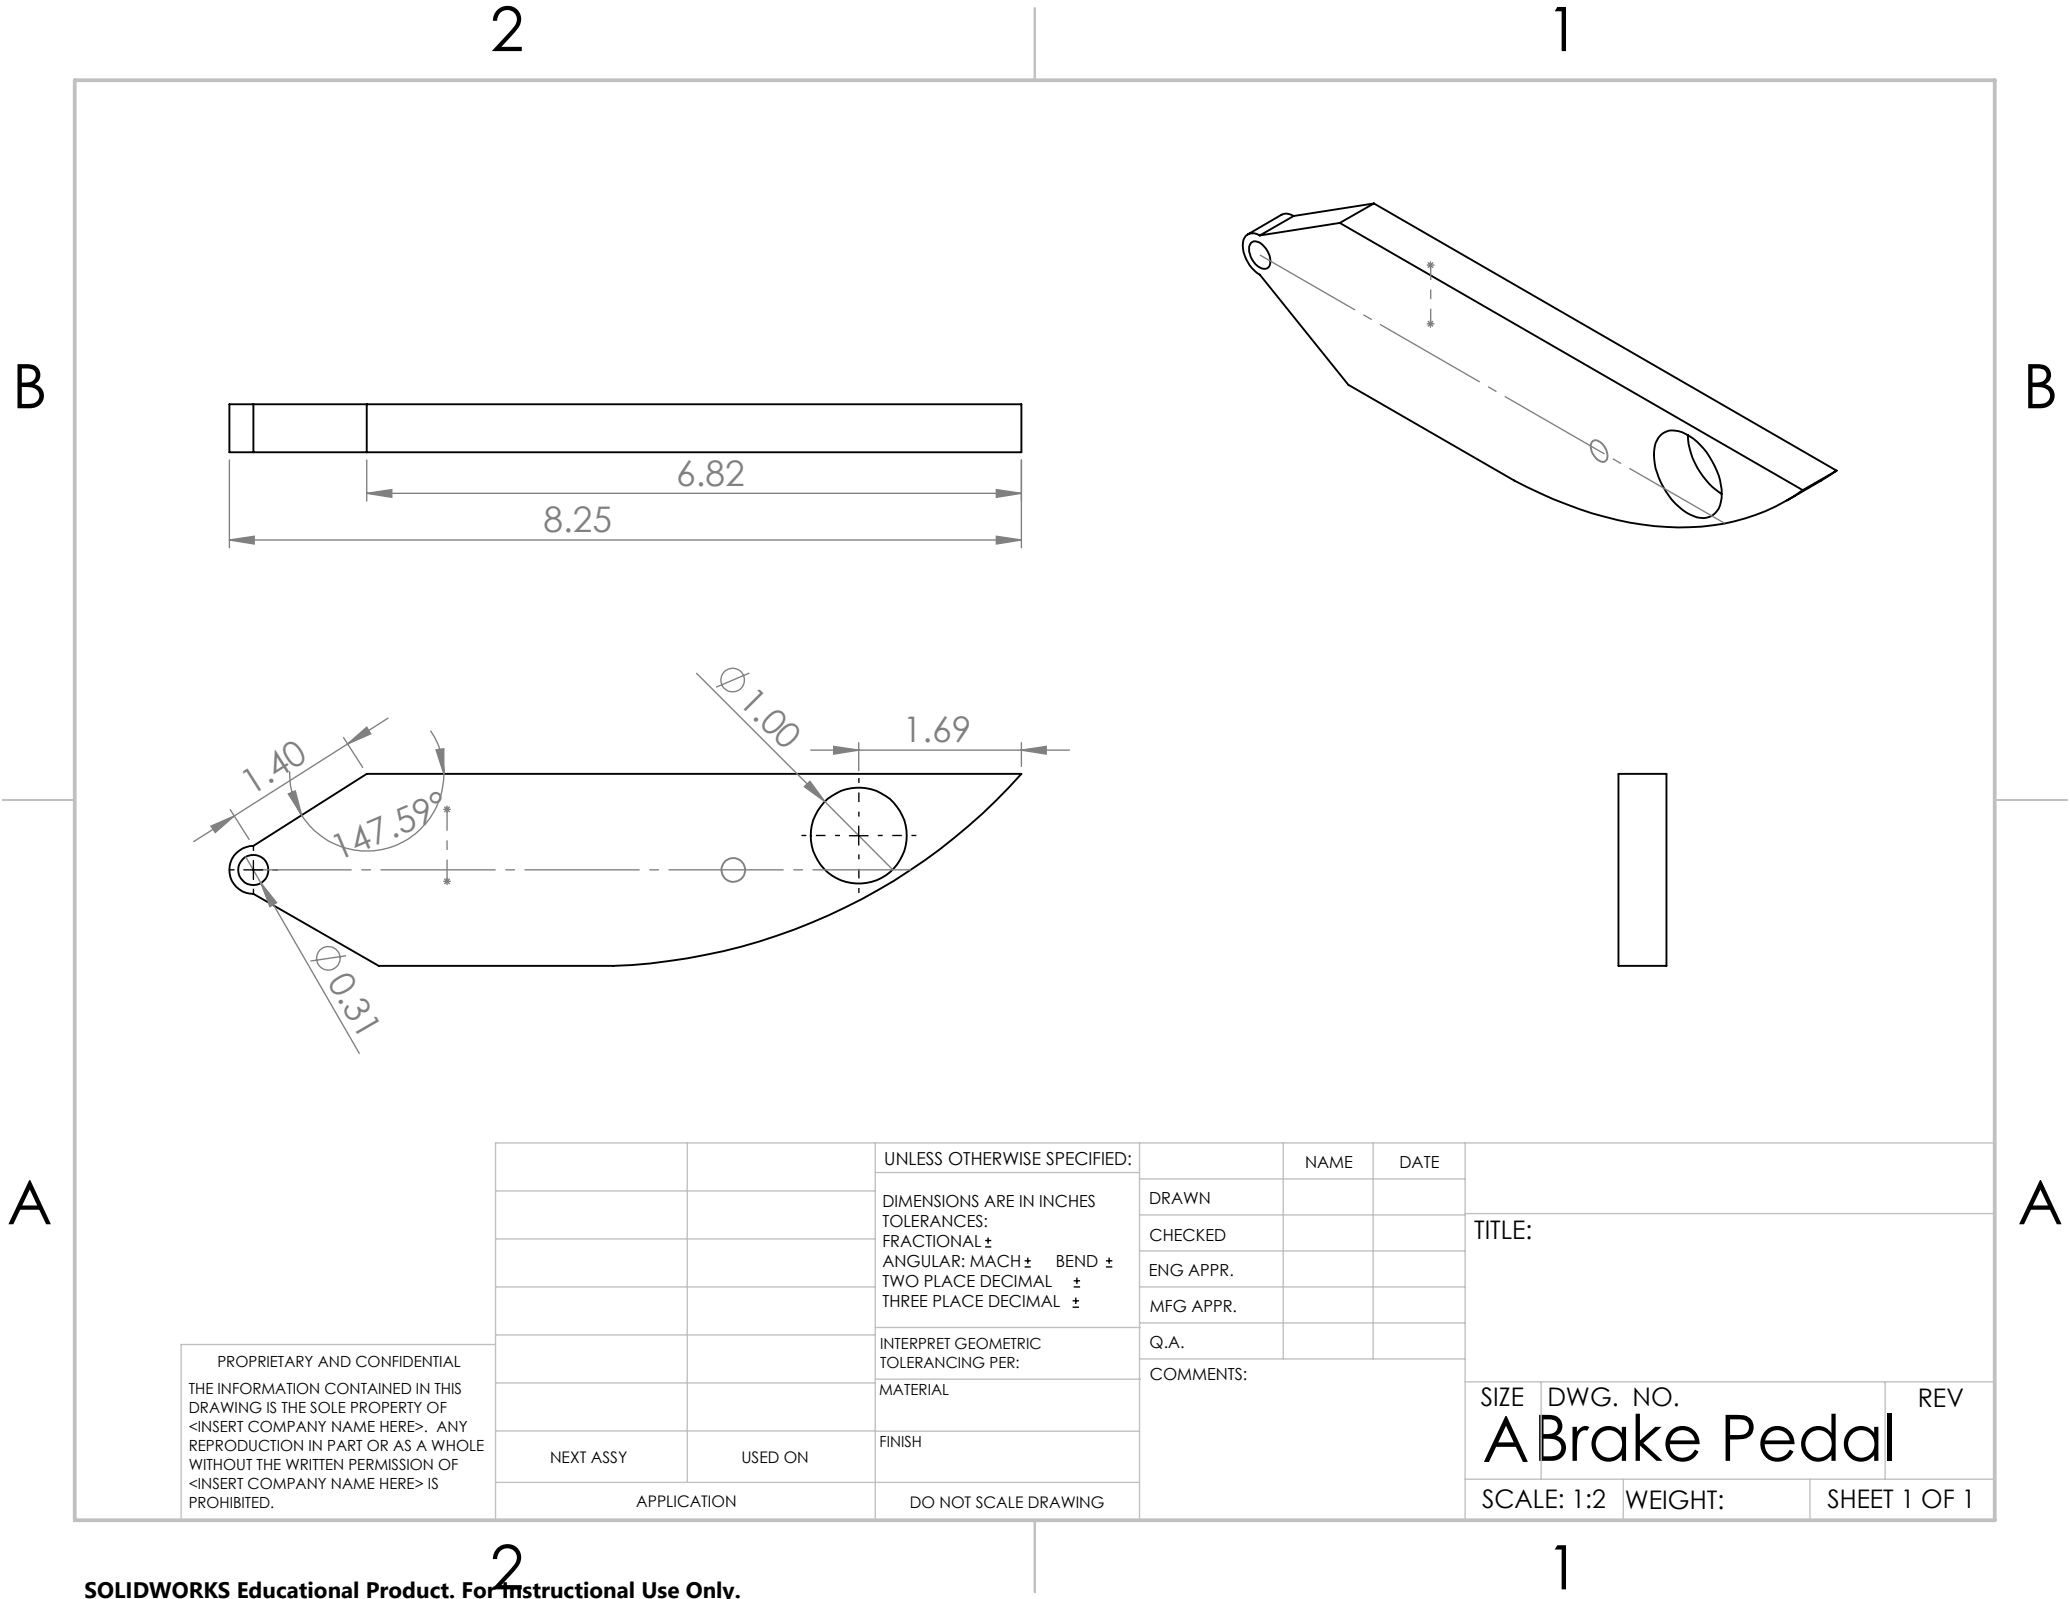 2
1
B
B
6.82
8.25
1.40
147.59°
∅1.00
1.69
∅0.31
A
A
UNLESS OTHERWISE SPECIFIED:
DIMENSIONS ARE IN INCHES
TOLERANCES:
FRACTIONAL ±
ANGULAR: MACH ± BEND ±
TWO PLACE DECIMAL ±
THREE PLACE DECIMAL ±
INTERPRET GEOMETRIC
TOLERANCING PER:
MATERIAL
FINISH
DO NOT SCALE DRAWING
NAME
DATE
DRAWN
CHECKED
ENG APPR.
MFG APPR.
Q.A.
COMMENTS:
TITLE:
SIZE
DWG. NO.
REV
A
Brake Pedal
SCALE: 1:2
WEIGHT:
SHEET 1 OF 1
PROPRIETARY AND CONFIDENTIAL
THE INFORMATION CONTAINED IN THIS
DRAWING IS THE SOLE PROPERTY OF
<INSERT COMPANY NAME HERE>. ANY
REPRODUCTION IN PART OR AS A WHOLE
WITHOUT THE WRITTEN PERMISSION OF
<INSERT COMPANY NAME HERE> IS
PROHIBITED.
NEXT ASSY
USED ON
APPLICATION
2
1
SOLIDWORKS Educational Product. For Instructional Use Only.